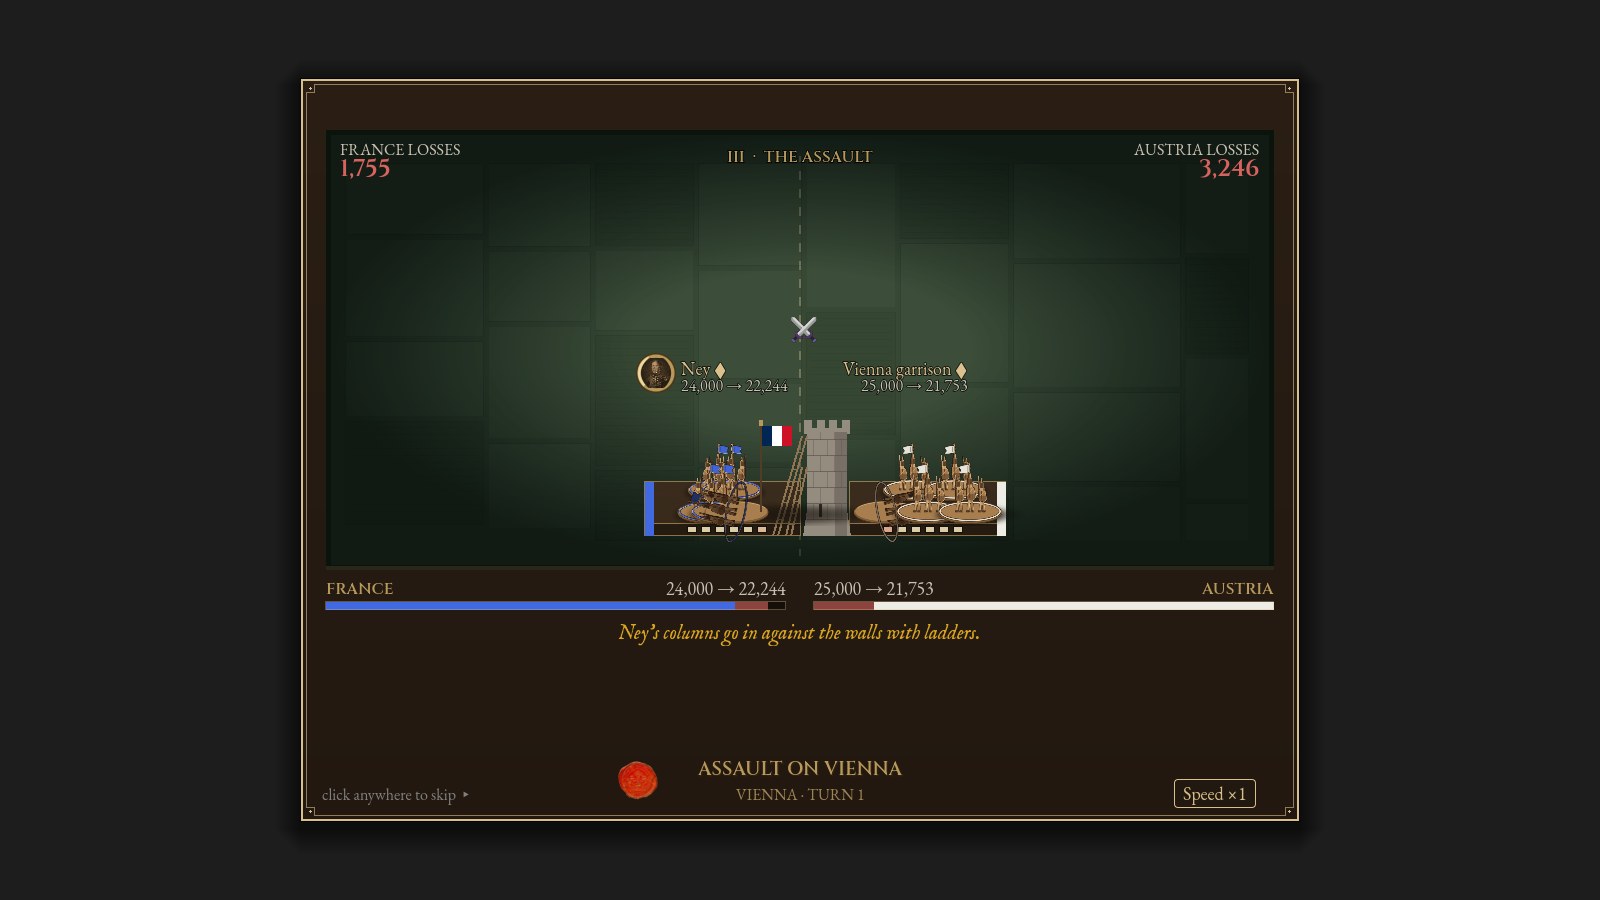 FRANCE LOSSES
1,755
III · THE ASSAULT
AUSTRIA LOSSES
3,246
Ney
24,000 → 22,244
Vienna garrison
25,000 → 21,753
FRANCE
24,000 → 22,244
25,000 → 21,753
AUSTRIA
Ney's columns go in against the walls with ladders.
ASSAULT ON VIENNA
VIENNA · TURN 1
click anywhere to skip ▸
Speed ×1